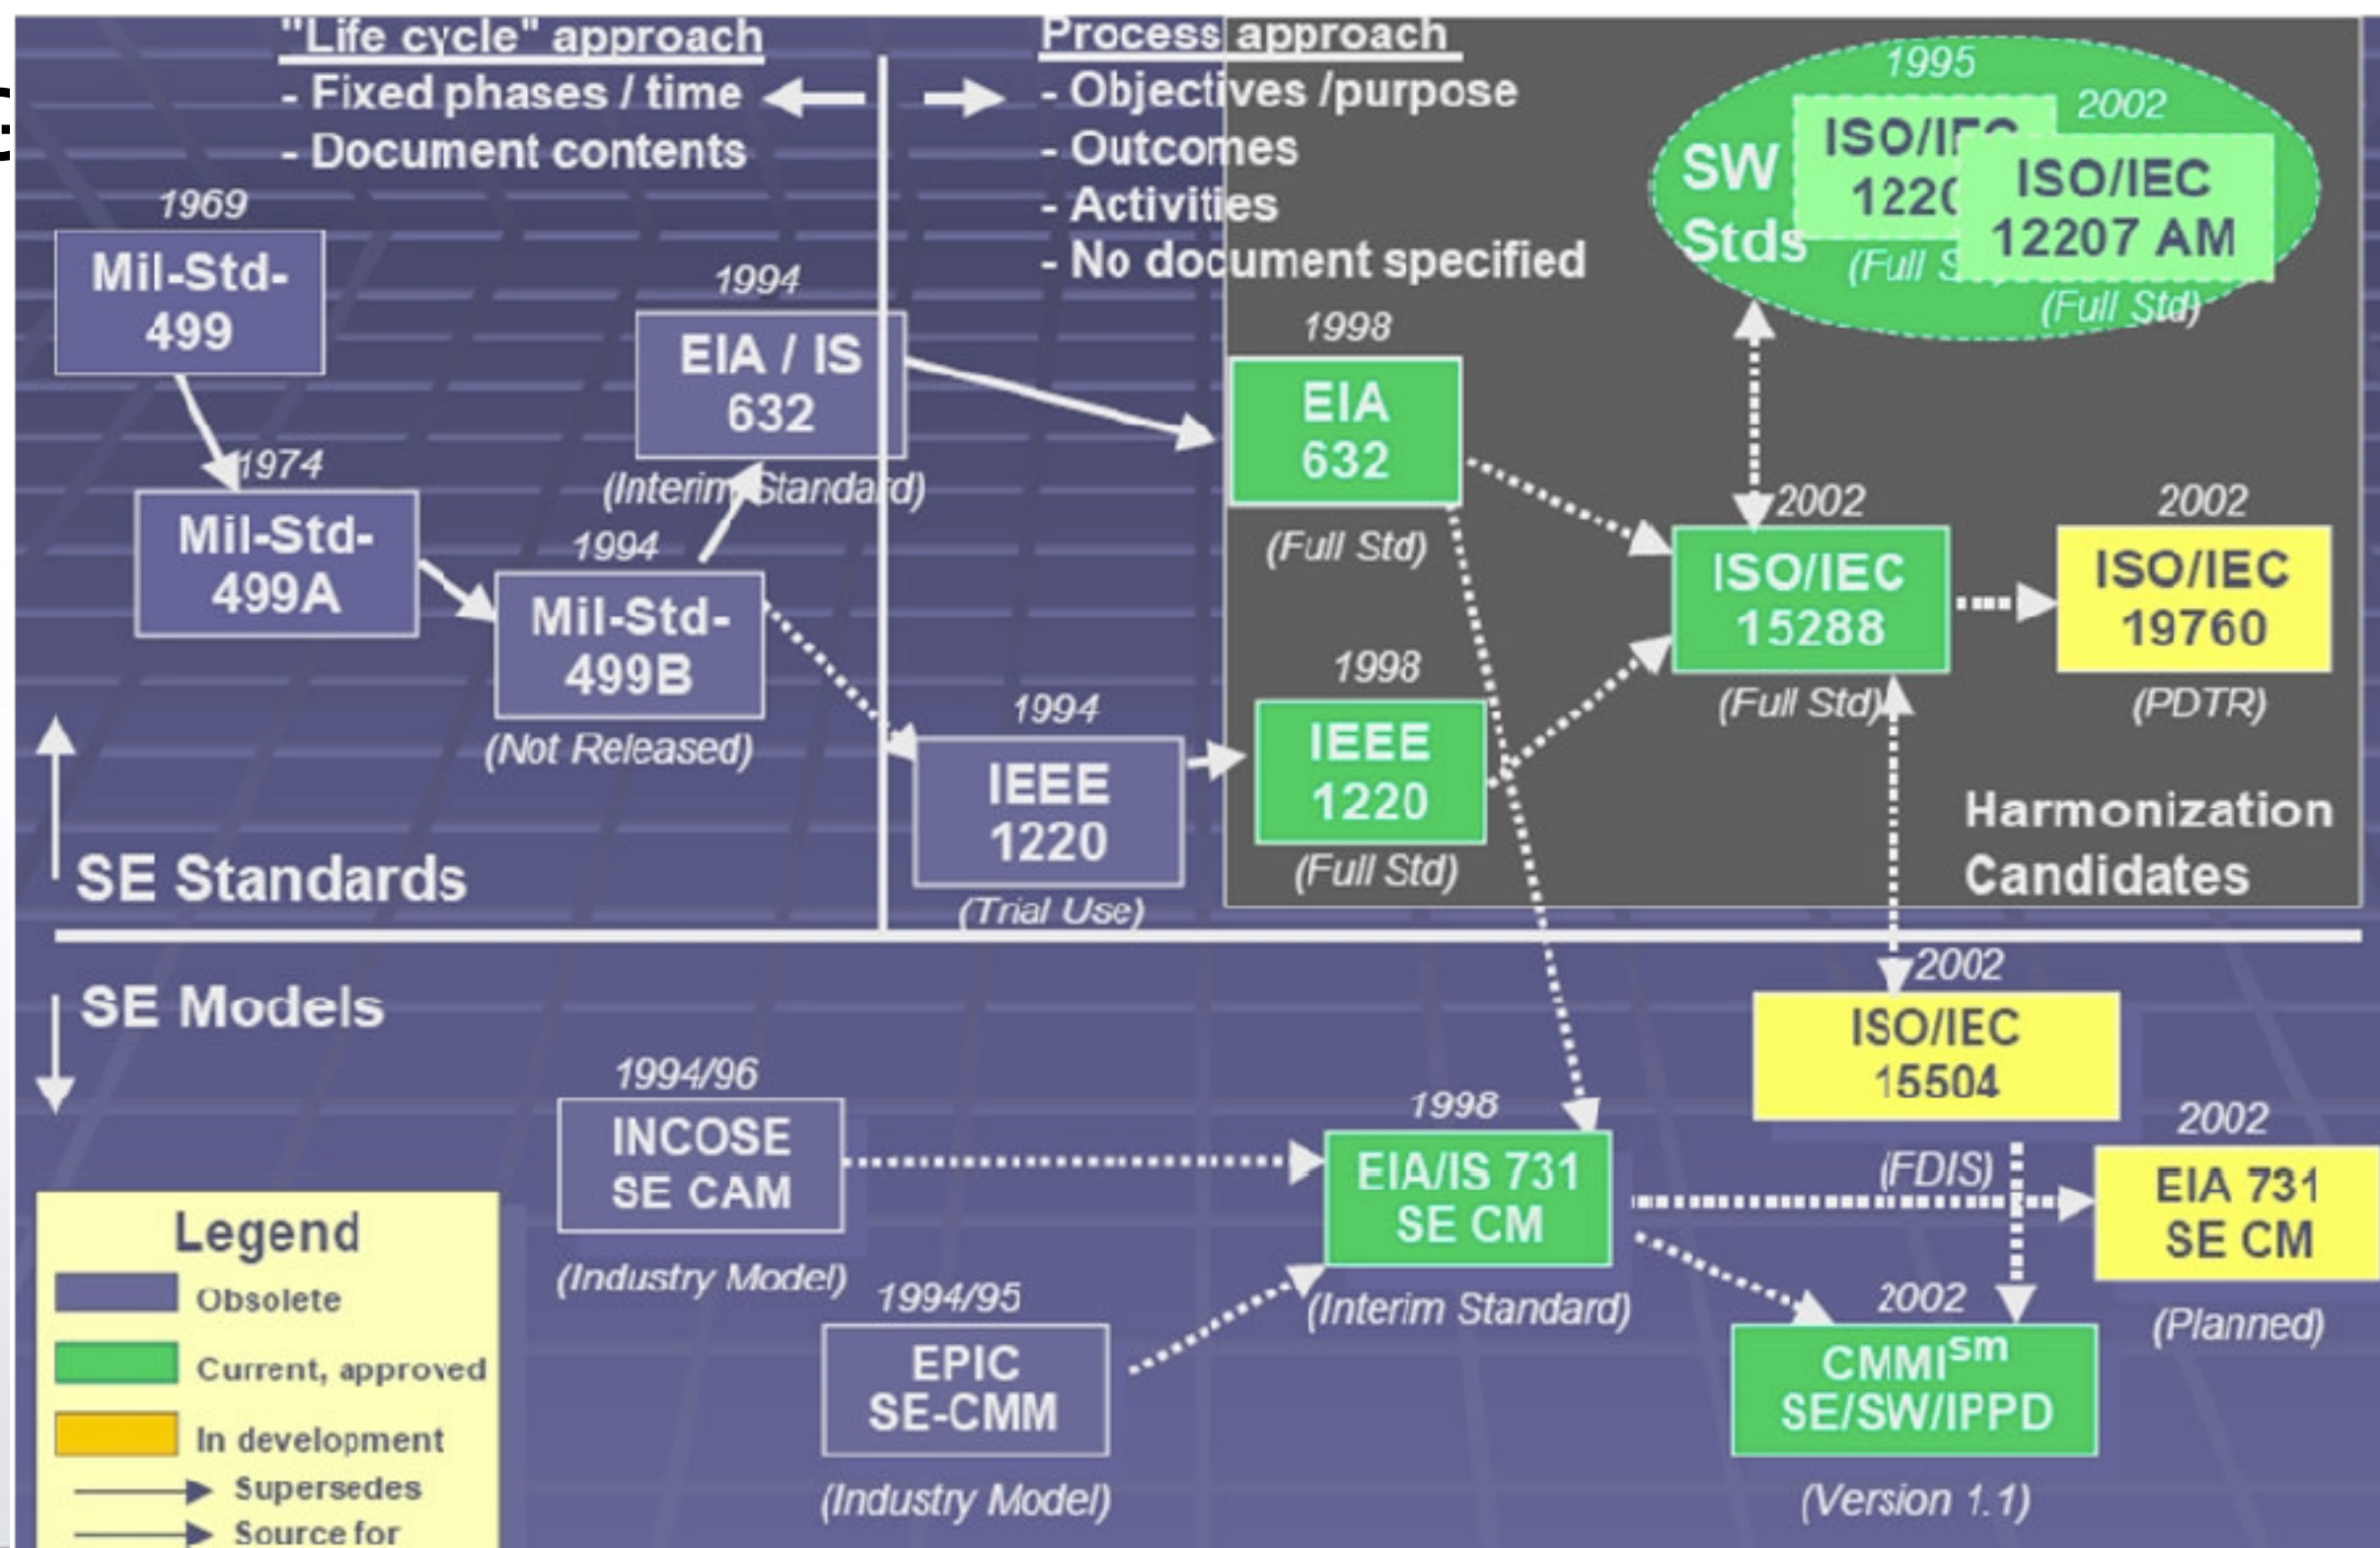 "Life cycle" approach
- Fixed phases / time
- Document contents
Process approach
- Objectives /purpose
- Outcomes
- Activities
- No document specified
1995
2002
SW
Stds
ISO/IEC
12207 AM
(Full Std)
1969
Mil-Std-
499
1994
EIA / IS
632
(Interim Standard)
1998
EIA
632
(Full Std)
1974
Mil-Std-
499A
1994
Mil-Std-
499B
(Not Released)
2002
ISO/IEC
15288
(Full Std)
2002
ISO/IEC
19760
(PDTR)
1994
IEEE
1220
(Trial Use)
1998
IEEE
1220
(Full Std)
Harmonization
Candidates
SE Standards
SE Models
2002
ISO/IEC
15504
(FDIS)
1994/96
INCOSE
SE CAM
(Industry Model)
1998
EIA/IS 731
SE CM
(Interim Standard)
2002
EIA 731
SE CM
(Planned)
1994/95
EPIC
SE-CMM
(Industry Model)
2002
CMMIsm
SE/SW/IPPD
(Version 1.1)
Legend
Obsolete
Current, approved
In development
Supersedes
Source for